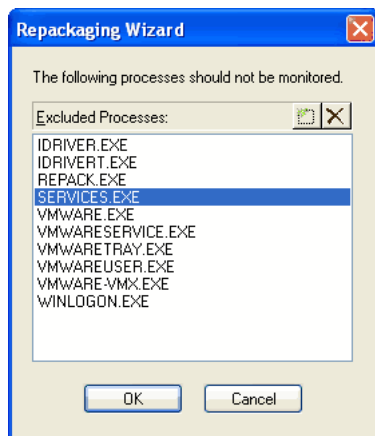 Repackaging Wizard
The following processes should not be monitored.
Excluded Processes:
IDRIVER.EXE
IDRIVERT.EXE
REPACK.EXE
SERVICES.EXE
VMWARE.EXE
VMWARESERVICE.EXE
VMWARETRAY.EXE
VMWAREUSER.EXE
VMWARE-VMX.EXE
WINLOGON.EXE
OK Cancel